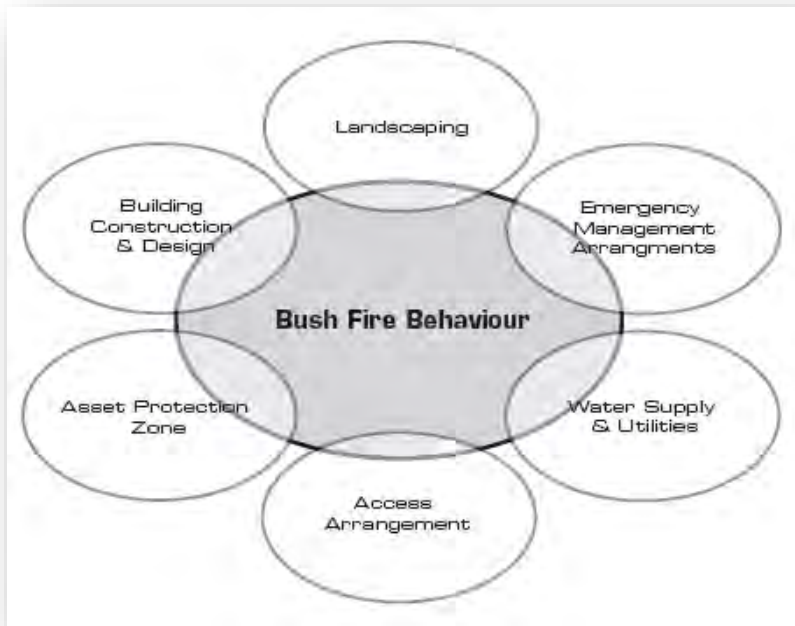 Landscaping
Building
Construction
& Design
Emergency
Management
Arrangments
Bush Fire Behaviour
Asset Protection
Zone
Water Supply
& Utilities
Access
Arrangement